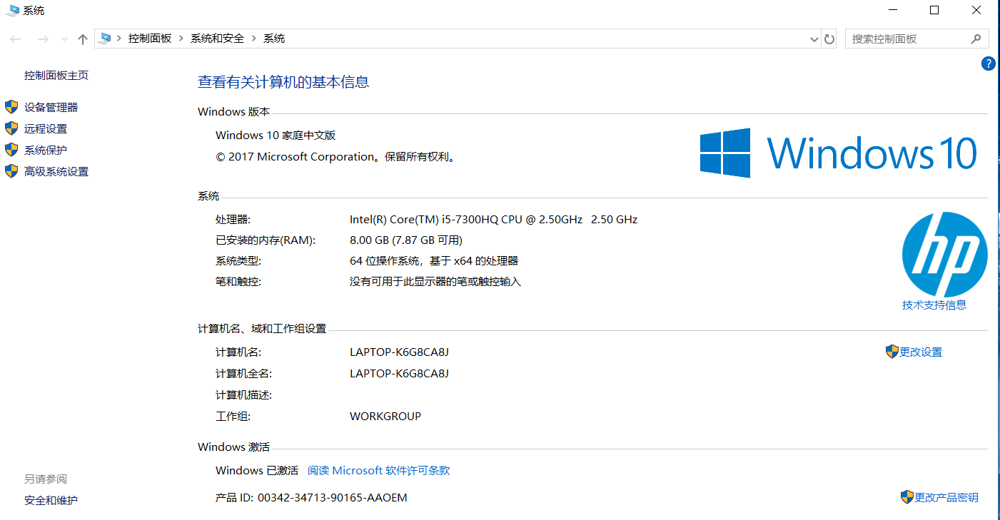 系统
控制面板 系统和安全 系统
搜索控制面板
?
控制面板主页
设备管理器
远程设置
系统保护
高级系统设置
另请参阅
安全和维护
查看有关计算机的基本信息
Windows 版本
Windows 10 家庭中文版
© 2017 Microsoft Corporation。保留所有权利。
Windows 10
系统
处理器: Intel(R) Core(TM) i5-7300HQ CPU @ 2.50GHz 2.50 GHz
已安装的内存(RAM): 8.00 GB (7.87 GB 可用)
系统类型: 64 位操作系统，基于 x64 的处理器
笔和触控: 没有可用于此显示器的笔或触控输入
hp
技术支持信息
计算机名、域和工作组设置
计算机名: LAPTOP-K6G8CA8J
更改设置
计算机全名: LAPTOP-K6G8CA8J
计算机描述:
工作组: WORKGROUP
Windows 激活
Windows 已激活 阅读 Microsoft 软件许可条款
产品 ID: 00342-34713-90165-AAOEM
更改产品密钥